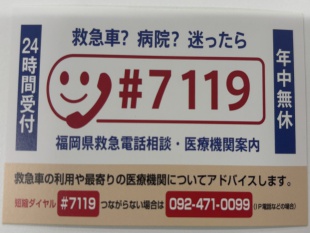 救急車？病院？迷ったら
24時間受付
#7119
年中無休
福岡県救急電話相談・医療機関案内
救急車の利用や最寄りの医療機関についてアドバイスします。
短縮ダイヤル #7119 つながらない場合は 092-471-0099 (IP電話などの場合)